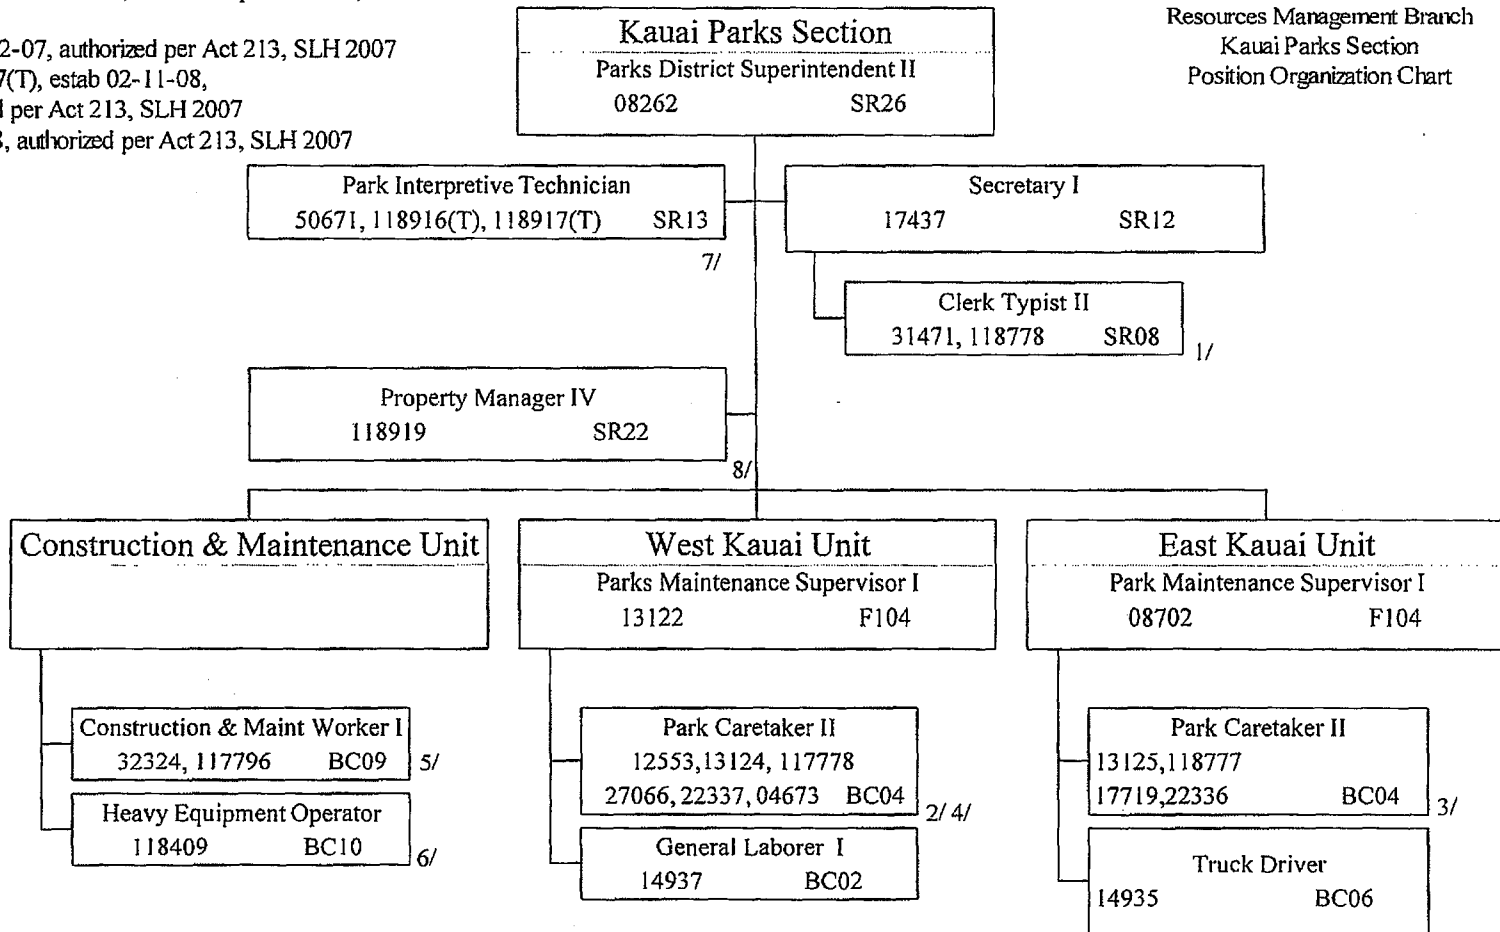 2-07, authorized per Act 213, SLH 2007
7(T), estab 02-11-08,
per Act 213, SLH 2007
, authorized per Act 213, SLH 2007
Resources Management Branch
Kauai Parks Section
Position Organization Chart
Kauai Parks Section
Parks District Superintendent II
08262 SR26
Park Interpretive Technician
50671, 118916(T), 118917(T) SR13
7/
Secretary I
17437 SR12
Clerk Typist II
31471, 118778 SR08
1/
Property Manager IV
118919 SR22
8/
Construction & Maintenance Unit
Construction & Maint Worker I
32324, 117796 BC09
5/
Heavy Equipment Operator
118409 BC10
6/
West Kauai Unit
Parks Maintenance Supervisor I
13122 F104
Park Caretaker II
12553,13124, 117778
27066,22337,04673 BC04
2/ 4/
General Laborer I
14937 BC02
East Kauai Unit
Park Maintenance Supervisor I
08702 F104
Park Caretaker II
13125,118777
17719,22336 BC04
3/
Truck Driver
14935 BC06